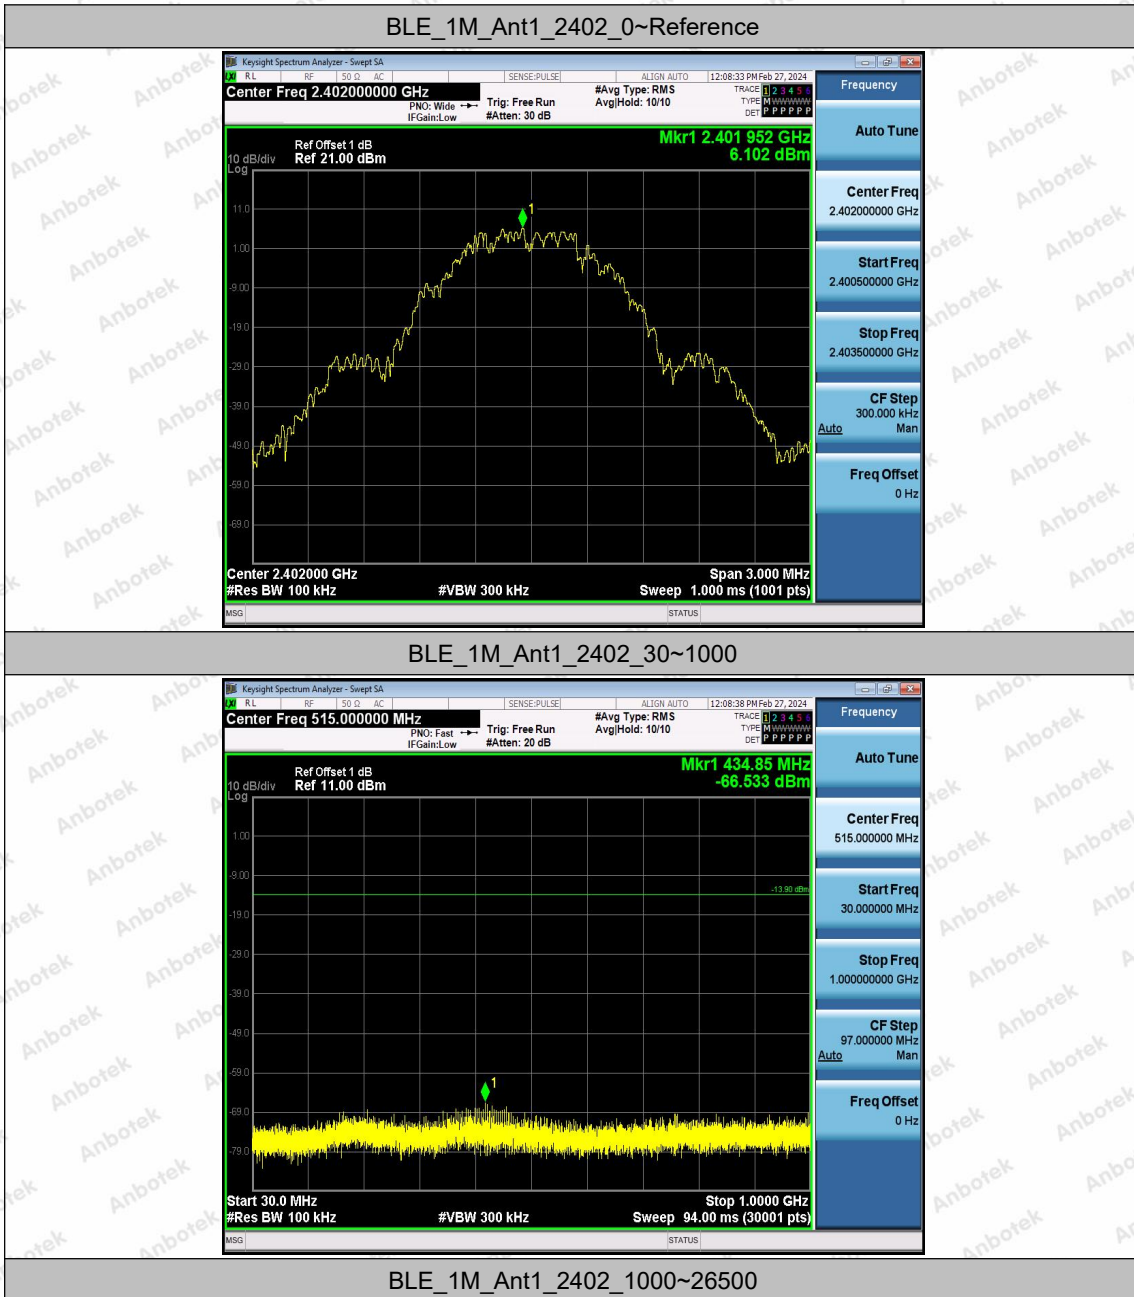 BLE_1M_Ant1_2402_0~Reference
Keysight Spectrum Analyzer - Swept SA
LXI RL RF 50 Ω AC SENSE:PULSE ALIGN AUTO 12:08:33 PM Feb 27, 2024
Center Freq 2.402000000 GHz
PNO: Wide
IFGain:Low
Trig: Free Run
#Atten: 30 dB
#Avg Type: RMS
Avg|Hold: 10/10
TRACE 1 2 3 4 5 6
TYPE M W W W W W
DET P P P P P P
Ref Offset 1 dB
10 dB/div Ref 21.00 dBm
Log
Mkr1 2.401 952 GHz
6.102 dBm
1
11.0
1.00
-9.00
-19.0
-29.0
-39.0
-49.0
-59.0
-69.0
Center 2.402000 GHz Span 3.000 MHz
#Res BW 100 kHz #VBW 300 kHz Sweep 1.000 ms (1001 pts)
MSG STATUS
Frequency
Auto Tune
Center Freq
2.402000000 GHz
Start Freq
2.400500000 GHz
Stop Freq
2.403500000 GHz
CF Step
300.000 kHz
Auto Man
Freq Offset
0 Hz
BLE_1M_Ant1_2402_30~1000
Keysight Spectrum Analyzer - Swept SA
LXI RL RF 50 Ω AC SENSE:PULSE ALIGN AUTO 12:08:38 PM Feb 27, 2024
Center Freq 515.000000 MHz
PNO: Fast
IFGain:Low
Trig: Free Run
#Atten: 20 dB
#Avg Type: RMS
Avg|Hold: 10/10
TRACE 1 2 3 4 5 6
TYPE M W W W W W
DET P P P P P P
Ref Offset 1 dB
10 dB/div Ref 11.00 dBm
Log
Mkr1 434.85 MHz
-66.533 dBm
1.00
-9.00
-13.90 dBm
-19.0
-29.0
-39.0
-49.0
-59.0
1
-69.0
-79.0
Start 30.0 MHz Stop 1.0000 GHz
#Res BW 100 kHz #VBW 300 kHz Sweep 94.00 ms (30001 pts)
MSG STATUS
Frequency
Auto Tune
Center Freq
515.000000 MHz
Start Freq
30.000000 MHz
Stop Freq
1.000000000 GHz
CF Step
97.000000 MHz
Auto Man
Freq Offset
0 Hz
BLE_1M_Ant1_2402_1000~26500
Anbotek